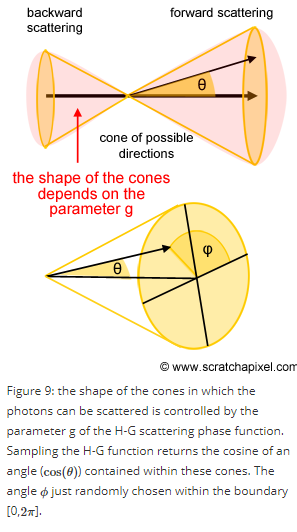 backward
scattering
forward scattering
θ
cone of possible
directions
the shape of the cones
depends on the
parameter g
φ
θ
© www.scratchapixel.com
Figure 9: the shape of the cones in which the
photons can be scattered is controlled by the
parameter g of the H-G scattering phase function.
Sampling the H-G function returns the cosine of an
angle (cos(θ)) contained within these cones. The
angle ϕ just randomly chosen within the boundary
[0,2π].